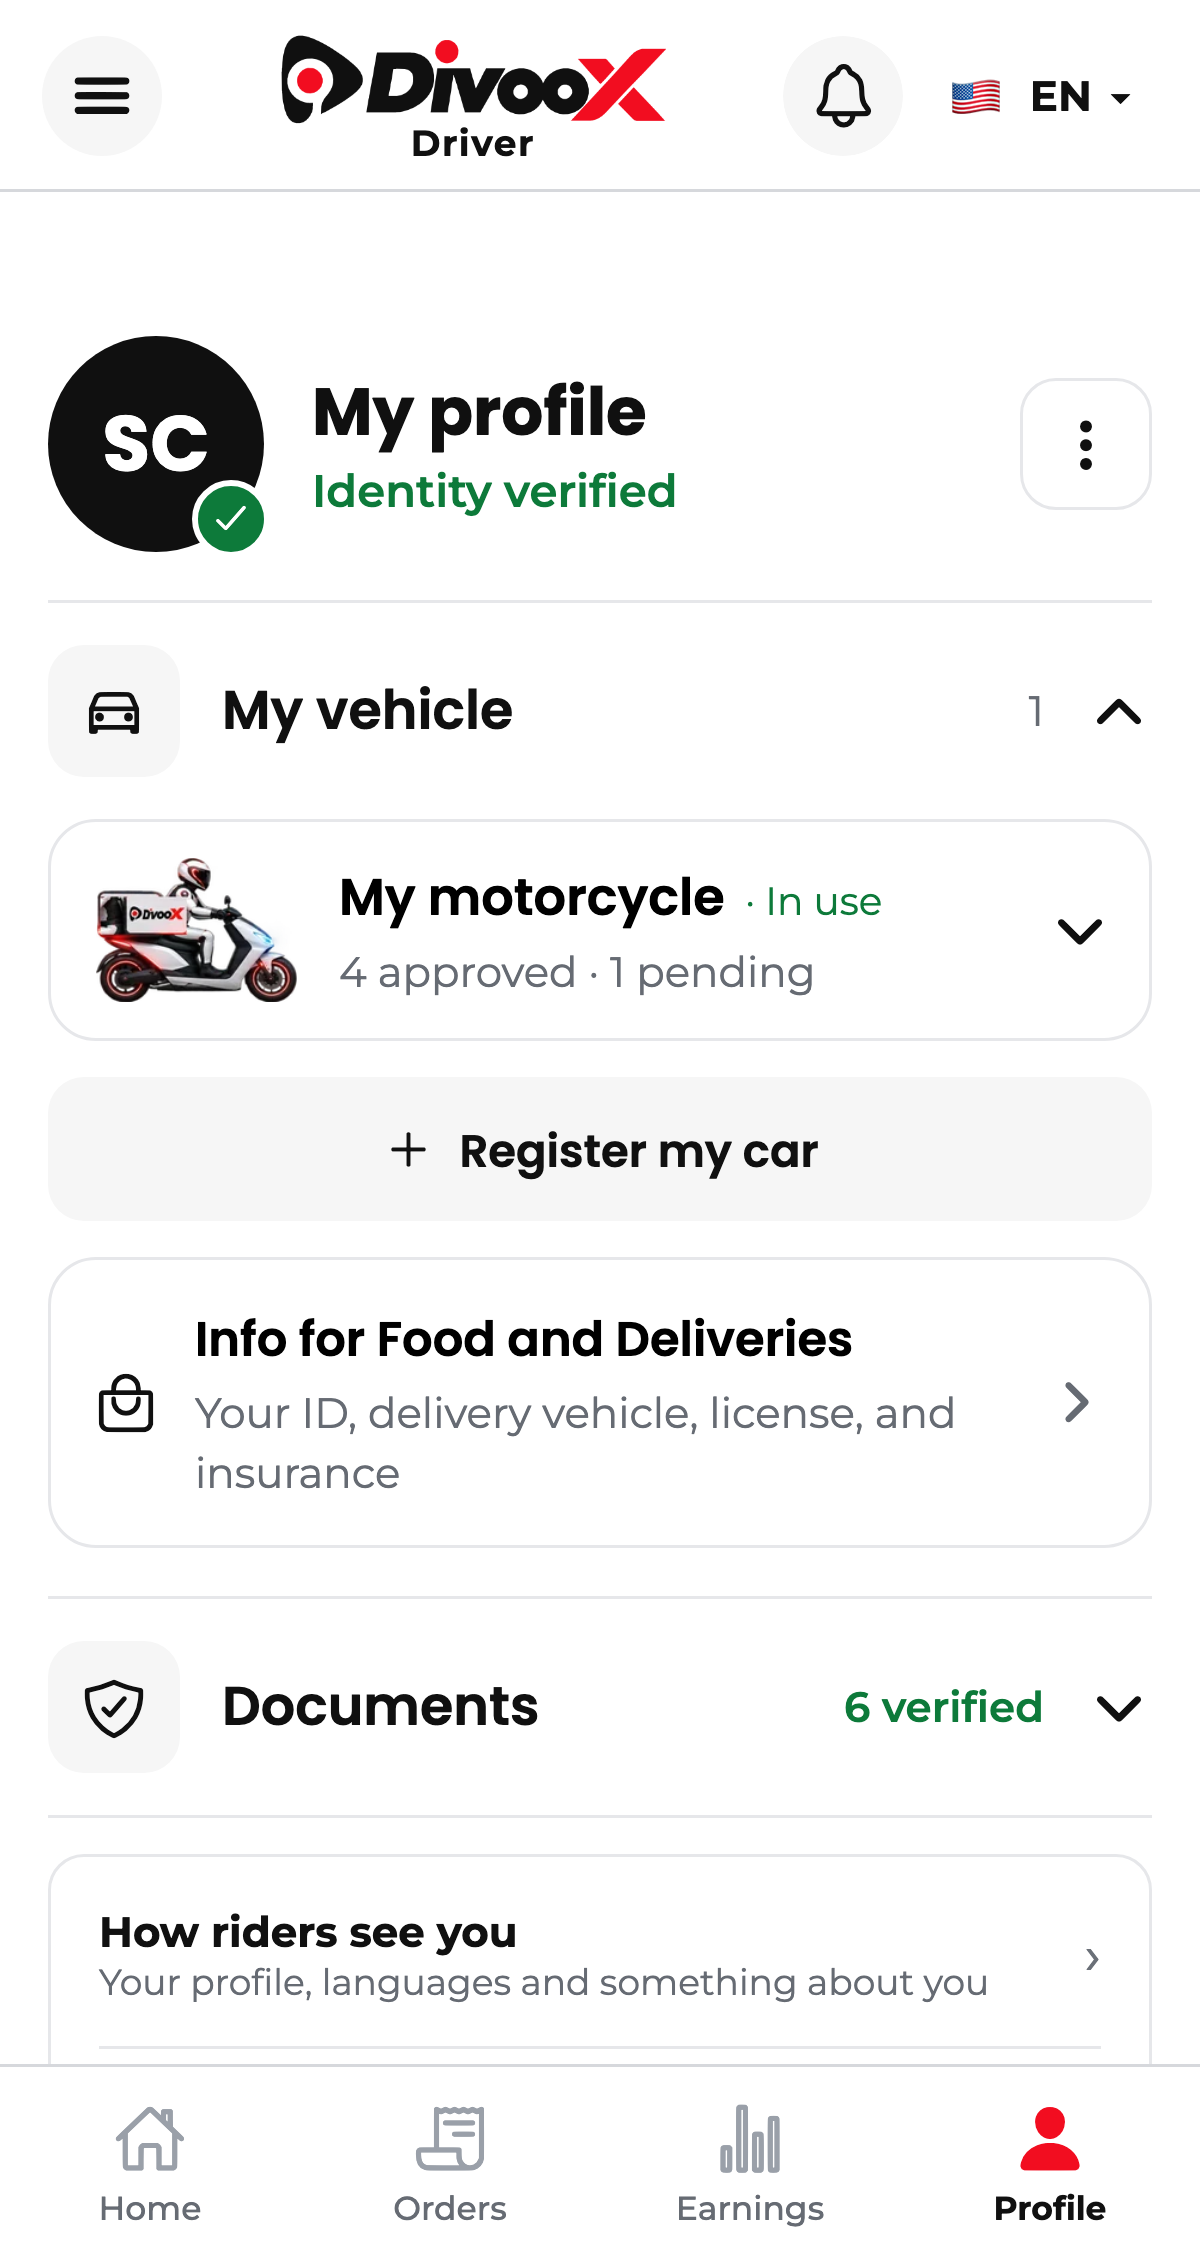 DivooX
Driver
EN
SC
My profile
Identity verified
My vehicle
1
DivooX
My motorcycle · In use
4 approved · 1 pending
+ Register my car
Info for Food and Deliveries
Your ID, delivery vehicle, license, and
insurance
Documents
6 verified
How riders see you
Your profile, languages and something about you
Home
Orders
Earnings
Profile